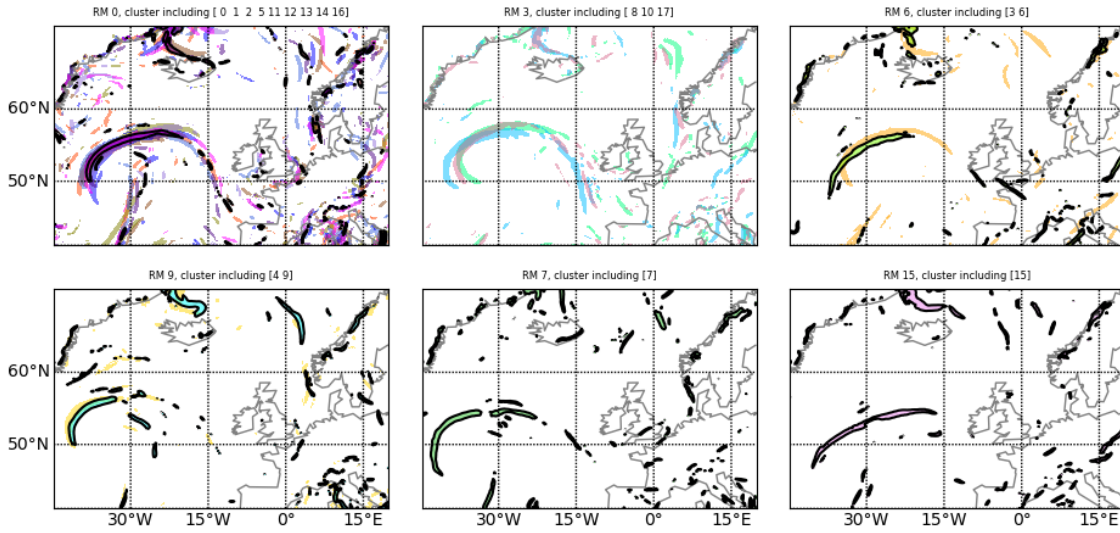 RM 0, cluster including [ 0 1 2 5 11 12 13 14 16]
RM 3, cluster including [ 8 10 17]
RM 6, cluster including [3 6]
60°N
50°N
RM 9, cluster including [4 9]
RM 7, cluster including [7]
RM 15, cluster including [15]
60°N
50°N
30°W 15°W 0° 15°E 30°W 15°W 0° 15°E 30°W 15°W 0° 15°E